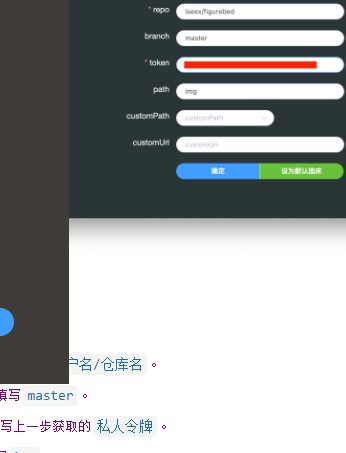 * repo iseex/figurebed
branch master
* token
path img
customPath customPath
customUrl customUrl
确定 设为默认图床
户名/仓库名 。
填写 master 。
写上一步获取的 私人令牌 。